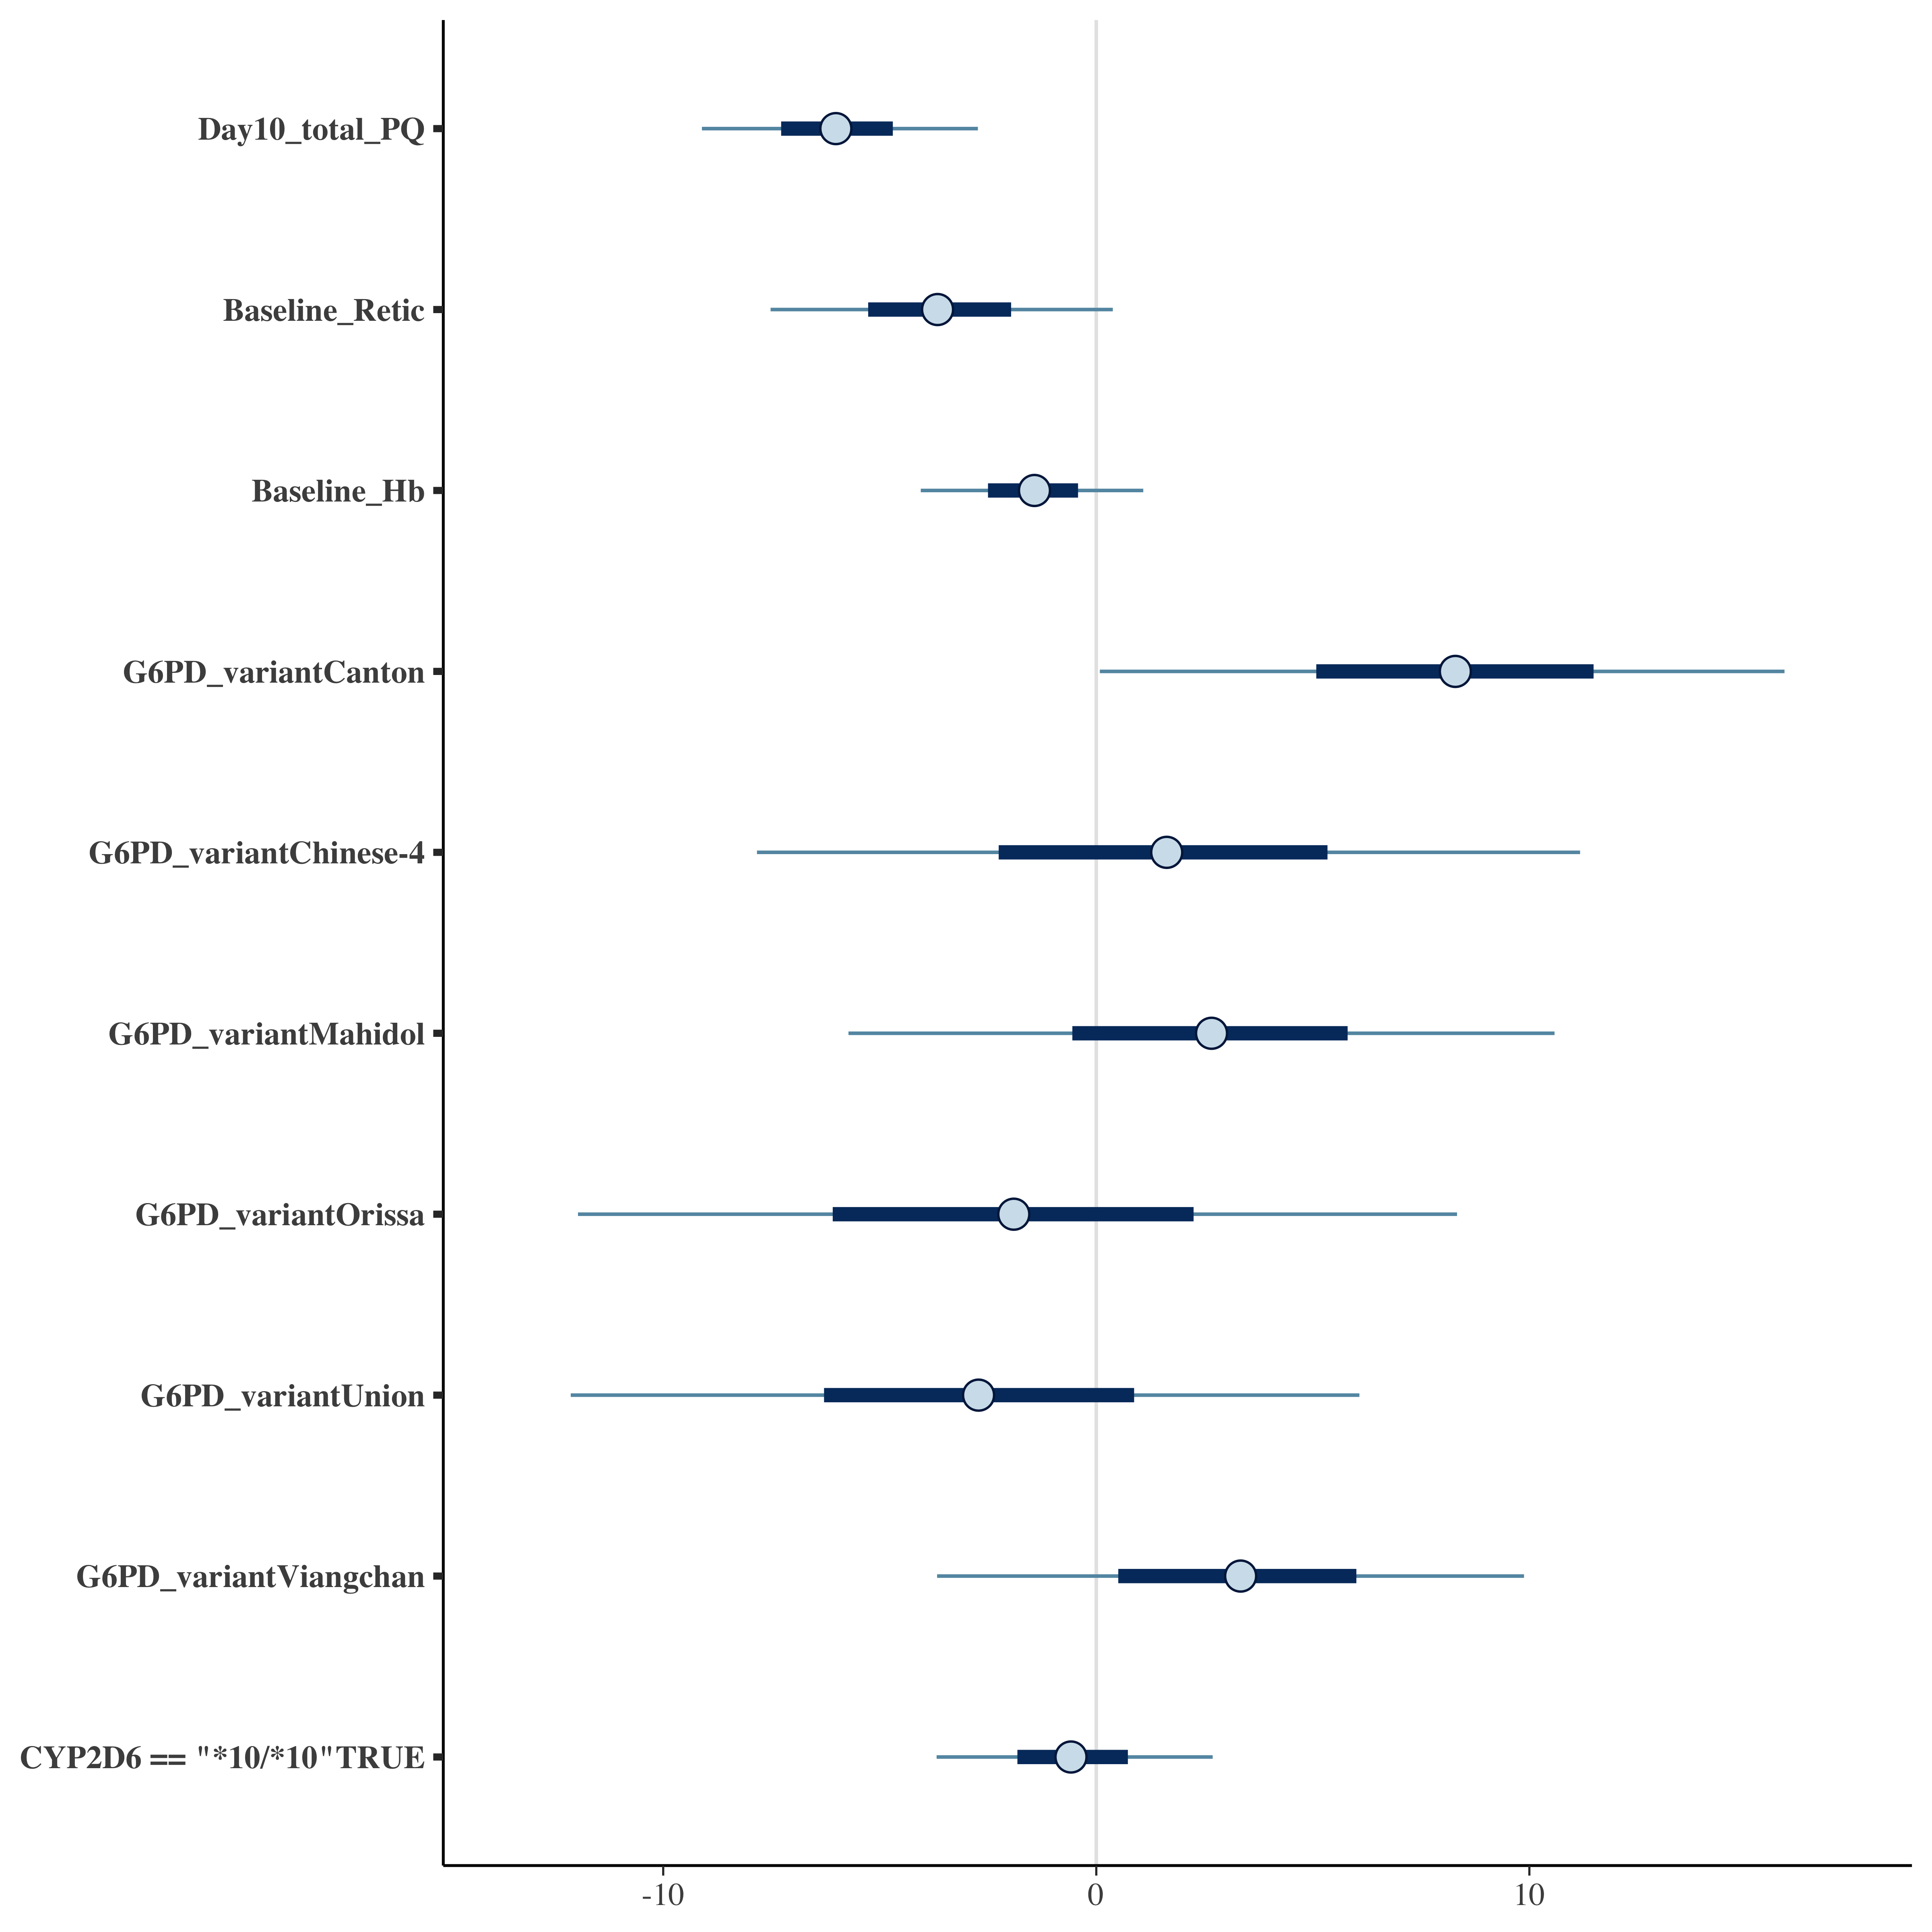 Day10_total_PQ
Baseline_Retic
Baseline_Hb
G6PD_variantCanton
G6PD_variantChinese-4
G6PD_variantMahidol
G6PD_variantOrissa
G6PD_variantUnion
G6PD_variantViangchan
CYP2D6 == "*10/*10"TRUE
-10 0 10